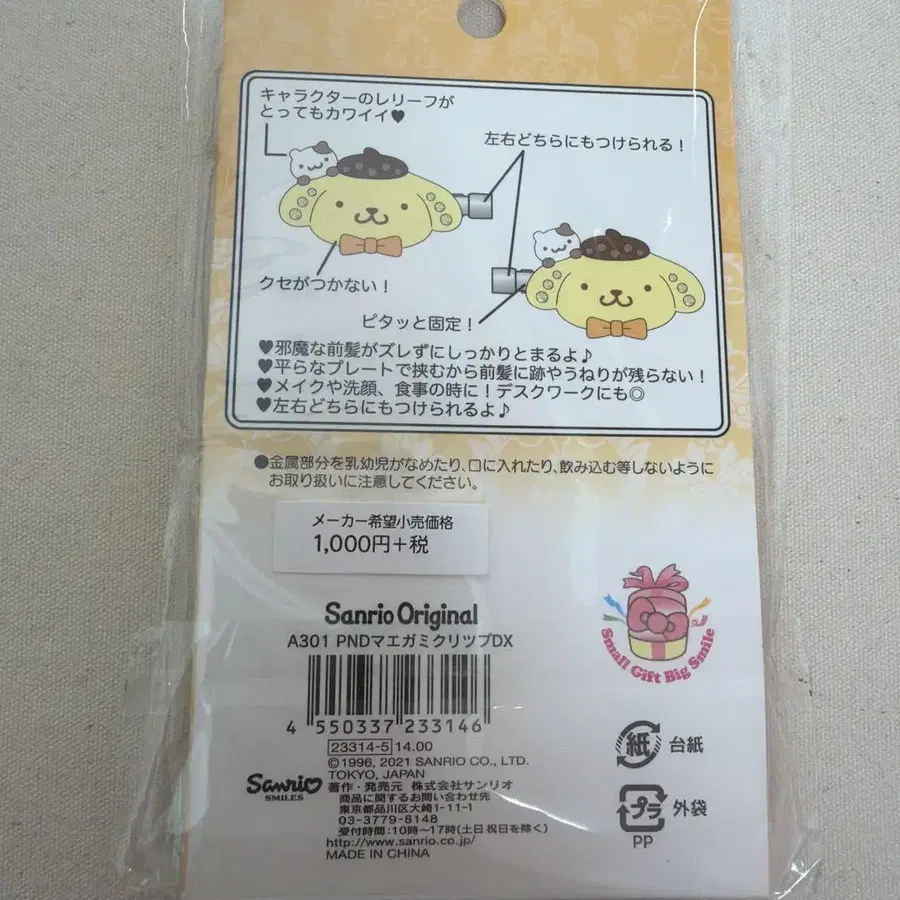 キャラクターのレリーフが
とってもカワイイ♥
左右どちらにもつけられる！
クセがつかない！
ピタッと固定！
♥邪魔な前髪がズレずにしっかりとまるよ♪
♥平らなプレートで挟むから前髪に跡やうねりが残らない！
♥メイクや洗顔、食事の時に！デスクワークにも◎
♥左右どちらにもつけられるよ♪
●金属部分を乳幼児がなめたり、口に入れたり、飲み込む等しないように
お取り扱いに注意してください。
メーカー希望小売価格
1,000円+税
Sanrio Original
A301 PNDマエガミクリツプDX
4 550337 233146
23314-5 14.00
©1996, 2021 SANRIO CO., LTD.
TOKYO, JAPAN
Sanrio SMILES
著作・発売元 株式会社サンリオ
商品に関するお問い合わせ先
東京都品川区大崎1-11-1
03-3779-8148
受付時間：10時〜17時(土日祝日を除く)
http://www.sanrio.co.jp/
MADE IN CHINA
Small Gift Big Smile
紙 台紙
プラ 外袋
PP